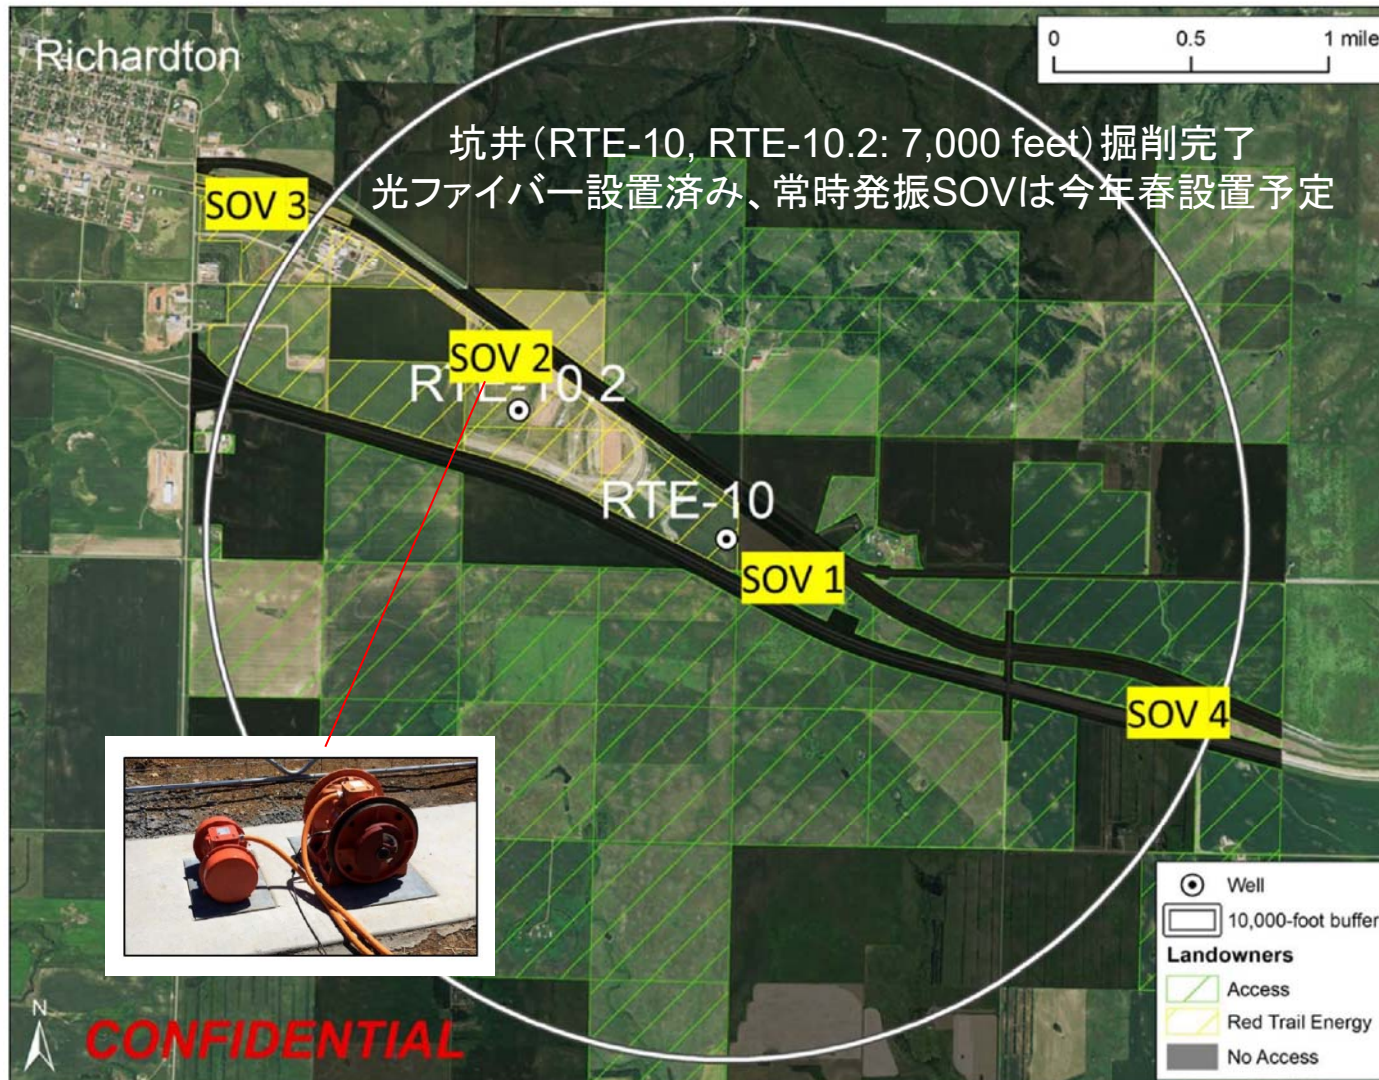 Richardton
0 0.5 1 mile
坑井(RTE-10, RTE-10.2: 7,000 feet)掘削完了
光ファイバー設置済み、常時発振SOVは今年春設置予定
SOV 3
SOV 2
RTE-10.2
RTE-10
SOV 1
SOV 4
Well
10,000-foot buffer
Landowners
Access
Red Trail Energy
No Access
N
CONFIDENTIAL